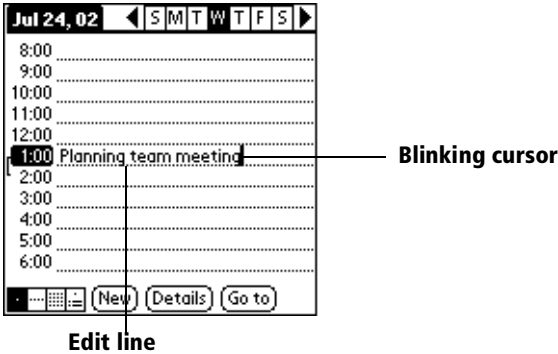 Jul 24, 02 S M T W T F S
8:00
9:00
10:00
11:00
12:00
1:00 Planning team meeting
Blinking cursor
2:00
3:00
4:00
5:00
6:00
New Details Go to
Edit line